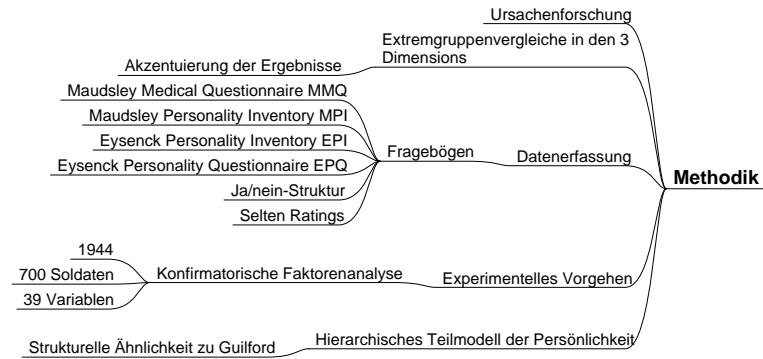 Methodik
Ursachenforschung
Extremgruppenvergleiche in den 3
Dimensions
Akzentuierung der Ergebnisse
Datenerfassung
Fragebögen
Maudsley Medical Questionnaire MMQ
Maudsley Personality Inventory MPI
Eysenck Personality Inventory EPI
Eysenck Personality Questionnaire EPQ
Ja/nein-Struktur
Selten Ratings
Experimentelles Vorgehen
Konfirmatorische Faktorenanalyse
1944
700 Soldaten
39 Variablen
Hierarchisches Teilmodell der Persönlichkeit
Strukturelle Ähnlichkeit zu Guilford